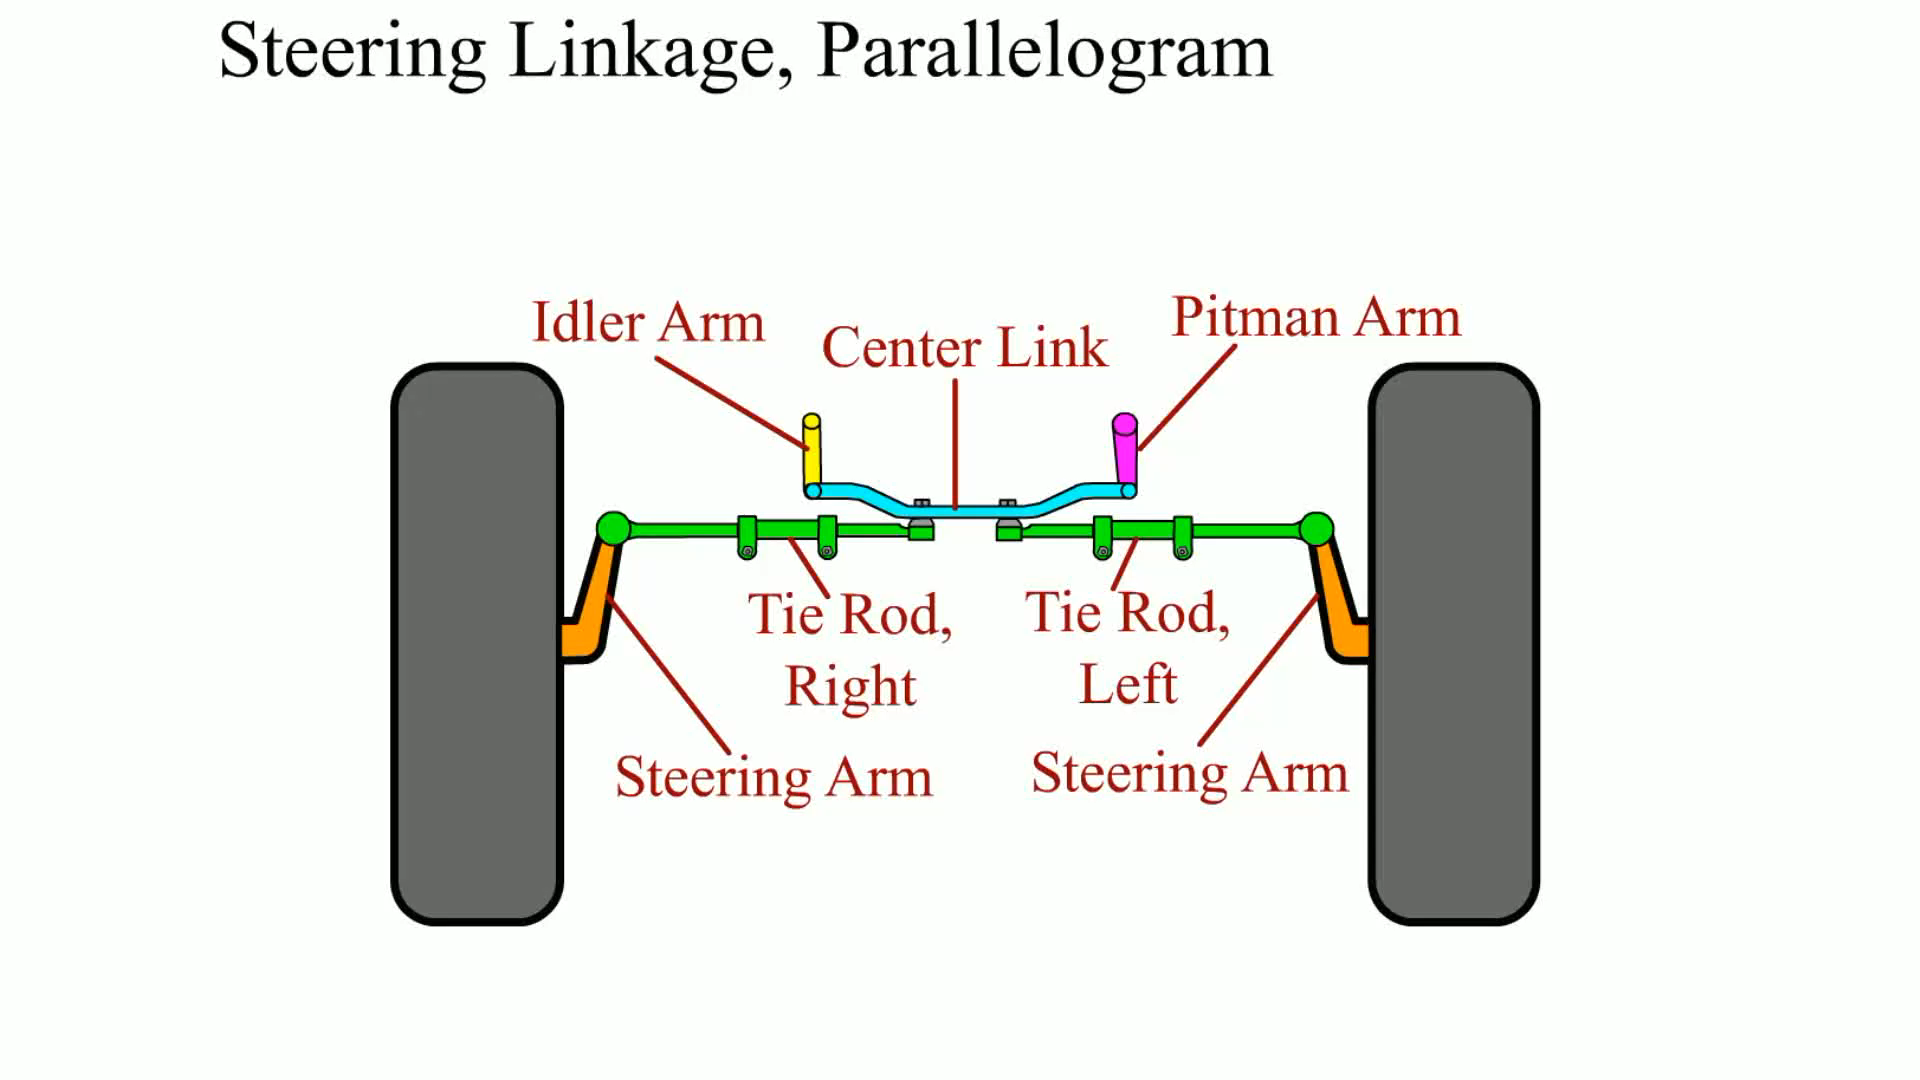 Steering Linkage, Parallelogram
Idler Arm
Center Link
Pitman Arm
Tie Rod,
Right
Tie Rod,
Left
Steering Arm
Steering Arm